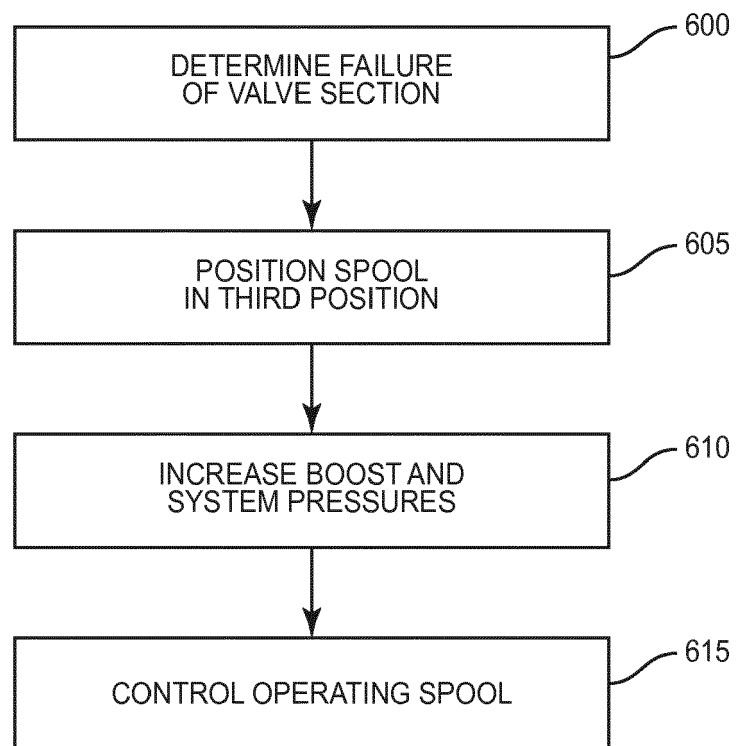 600
DETERMINE FAILURE
OF VALVE SECTION
605
POSITION SPOOL
IN THIRD POSITION
610
INCREASE BOOST AND
SYSTEM PRESSURES
615
CONTROL OPERATING SPOOL